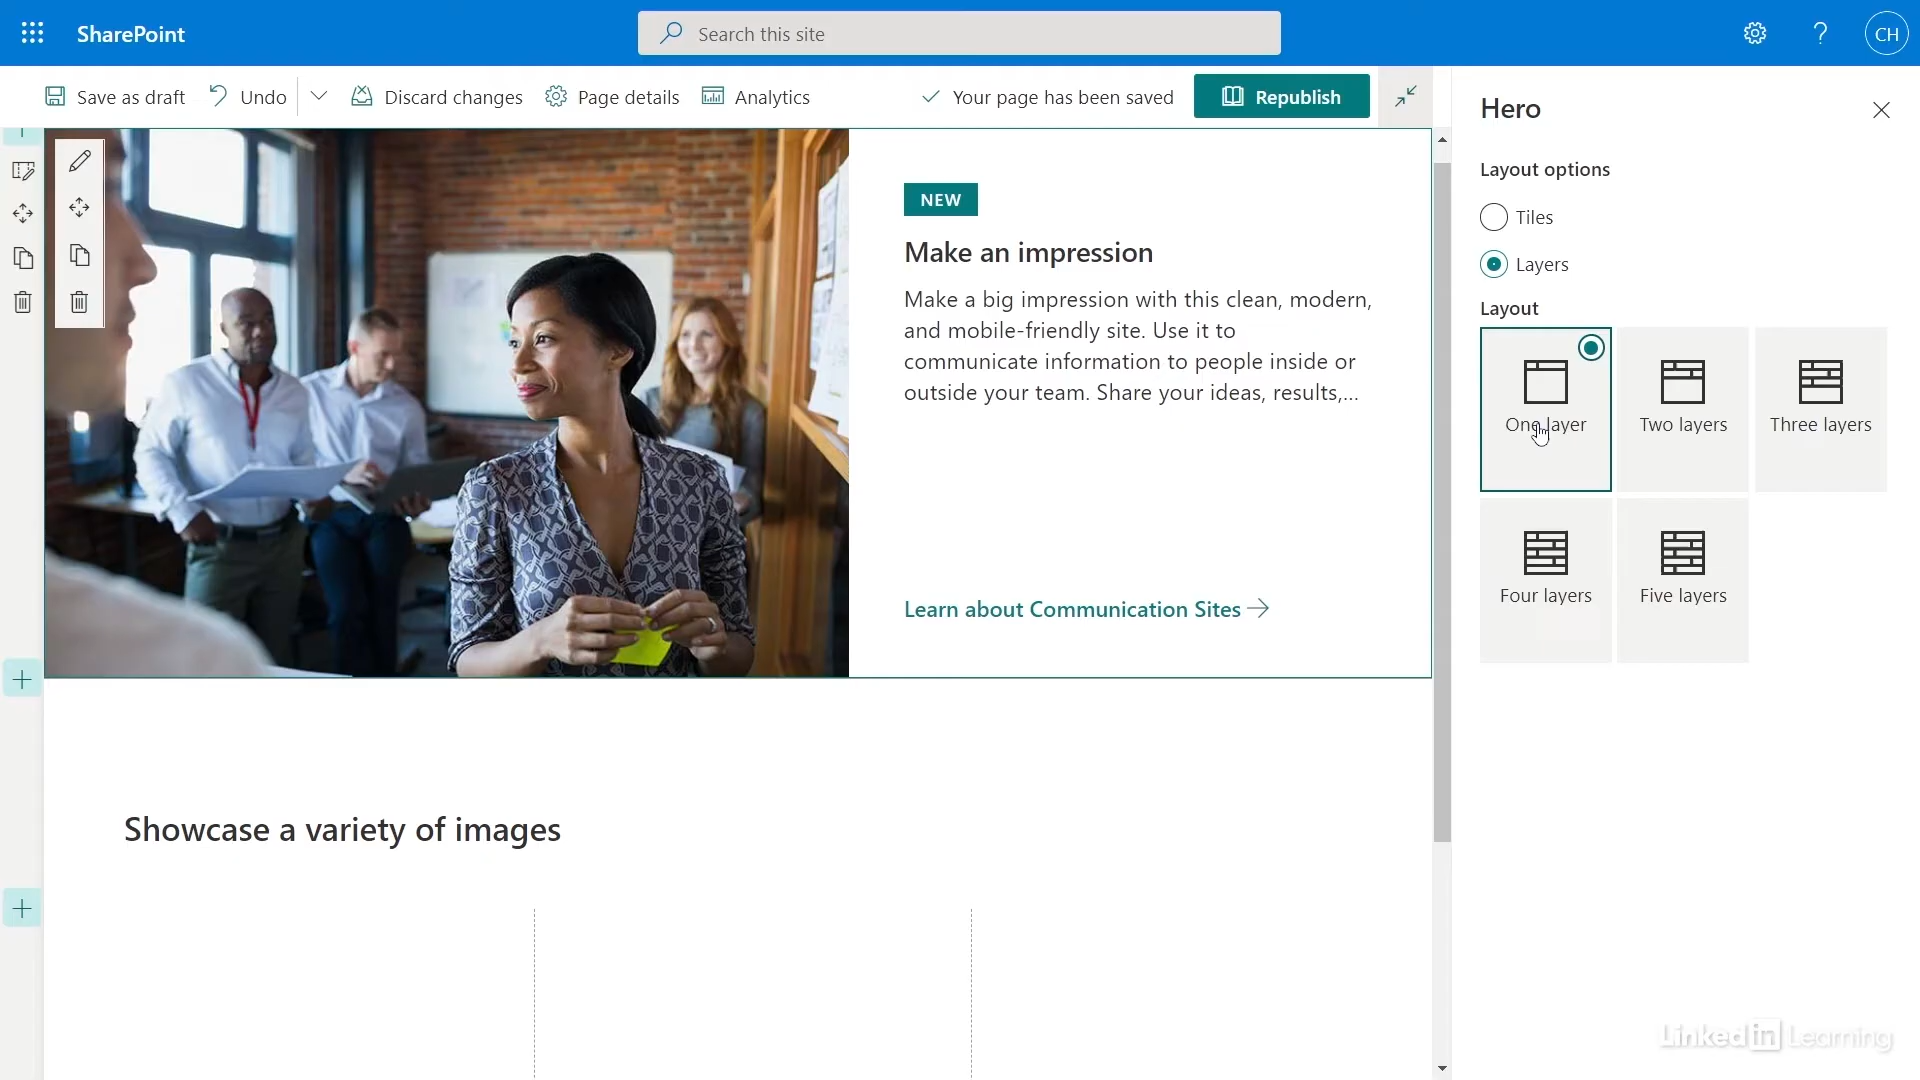 SharePoint
Search this site
?
CH
Save as draft
Undo
Discard changes
Page details
Analytics
Your page has been saved
Republish
NEW
Make an impression
Make a big impression with this clean, modern,
and mobile-friendly site. Use it to
communicate information to people inside or
outside your team. Share your ideas, results,...
Learn about Communication Sites
Showcase a variety of images
Hero
Layout options
Tiles
Layers
Layout
One layer
Two layers
Three layers
Four layers
Five layers
Linked in Learning